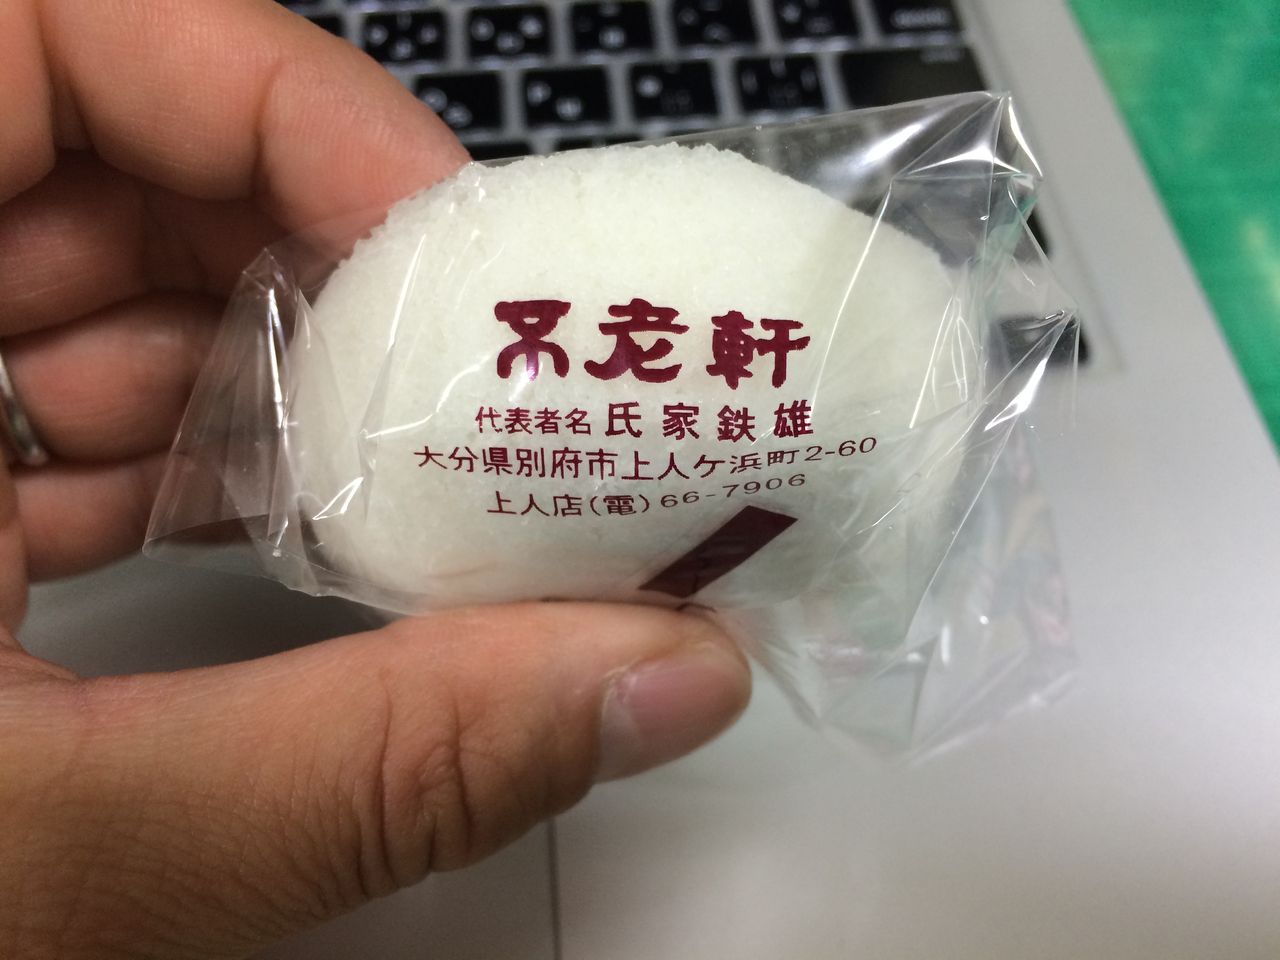 不老軒
代表者名 氏家鉄雄
大分県別府市上人ケ浜町2-60
上人店(電)66-7906